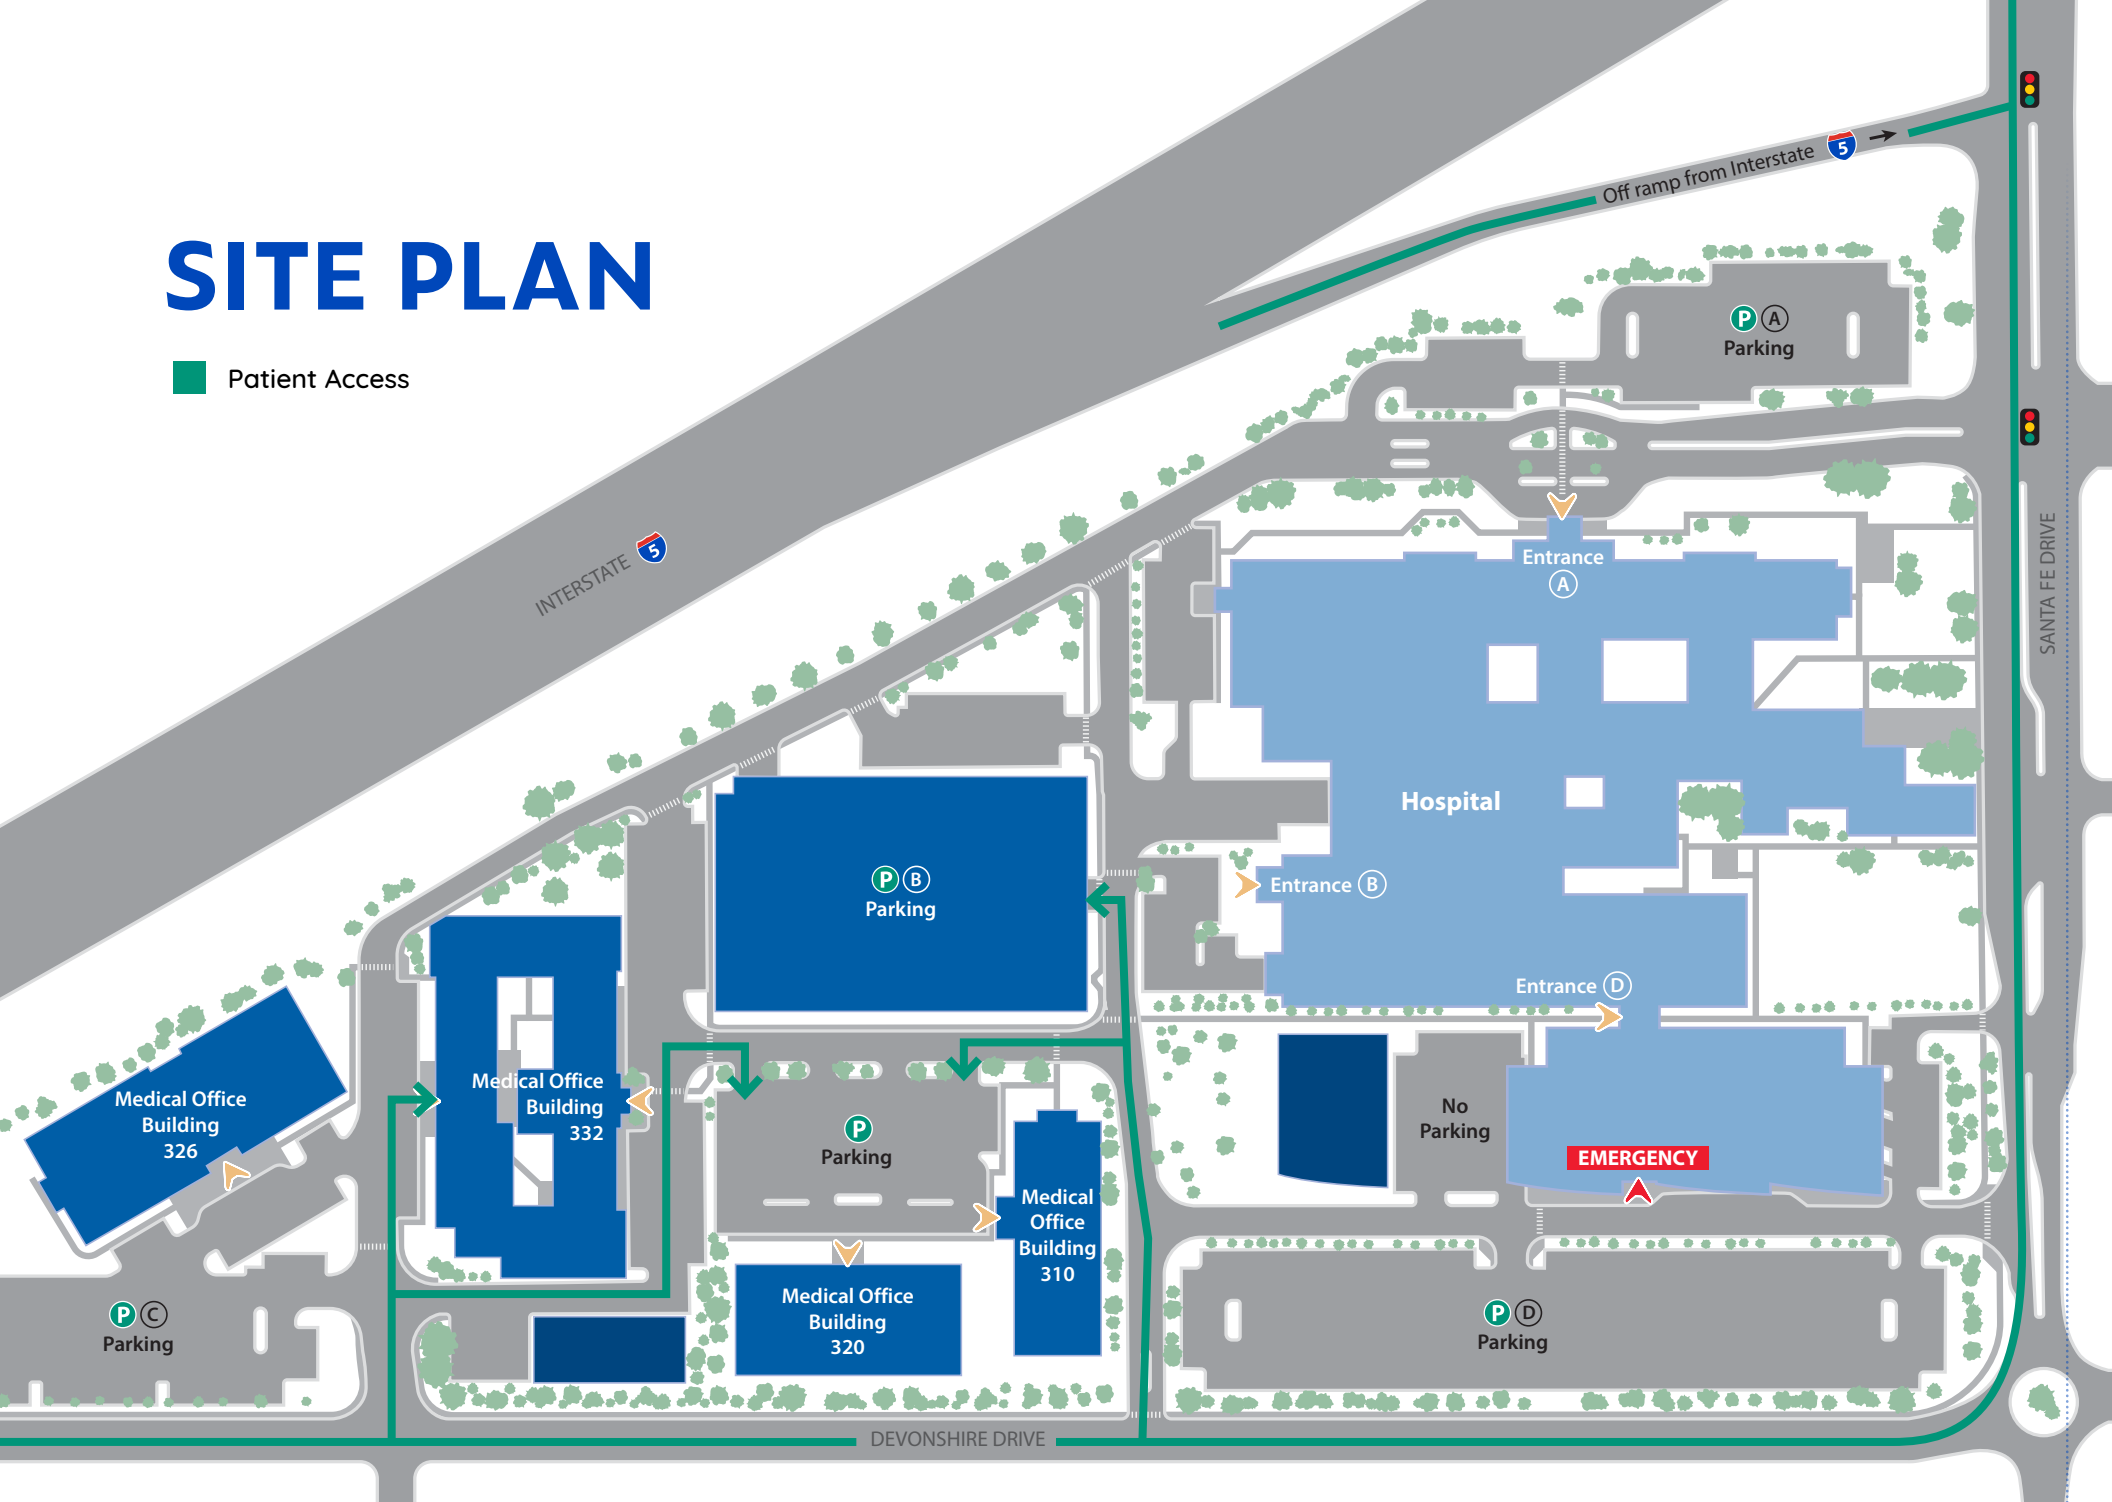 SITE PLAN
Patient Access
INTERSTATE 5
Off ramp from Interstate 5
P A
Parking
SANTA FE DRIVE
Entrance
A
Hospital
P B
Parking
Entrance B
Entrance D
Medical Office
Building
326
Medical Office
Building
332
P
Parking
No
Parking
EMERGENCY
Medical
Office
Building
310
Medical Office
Building
320
P C
Parking
P D
Parking
DEVONSHIRE DRIVE